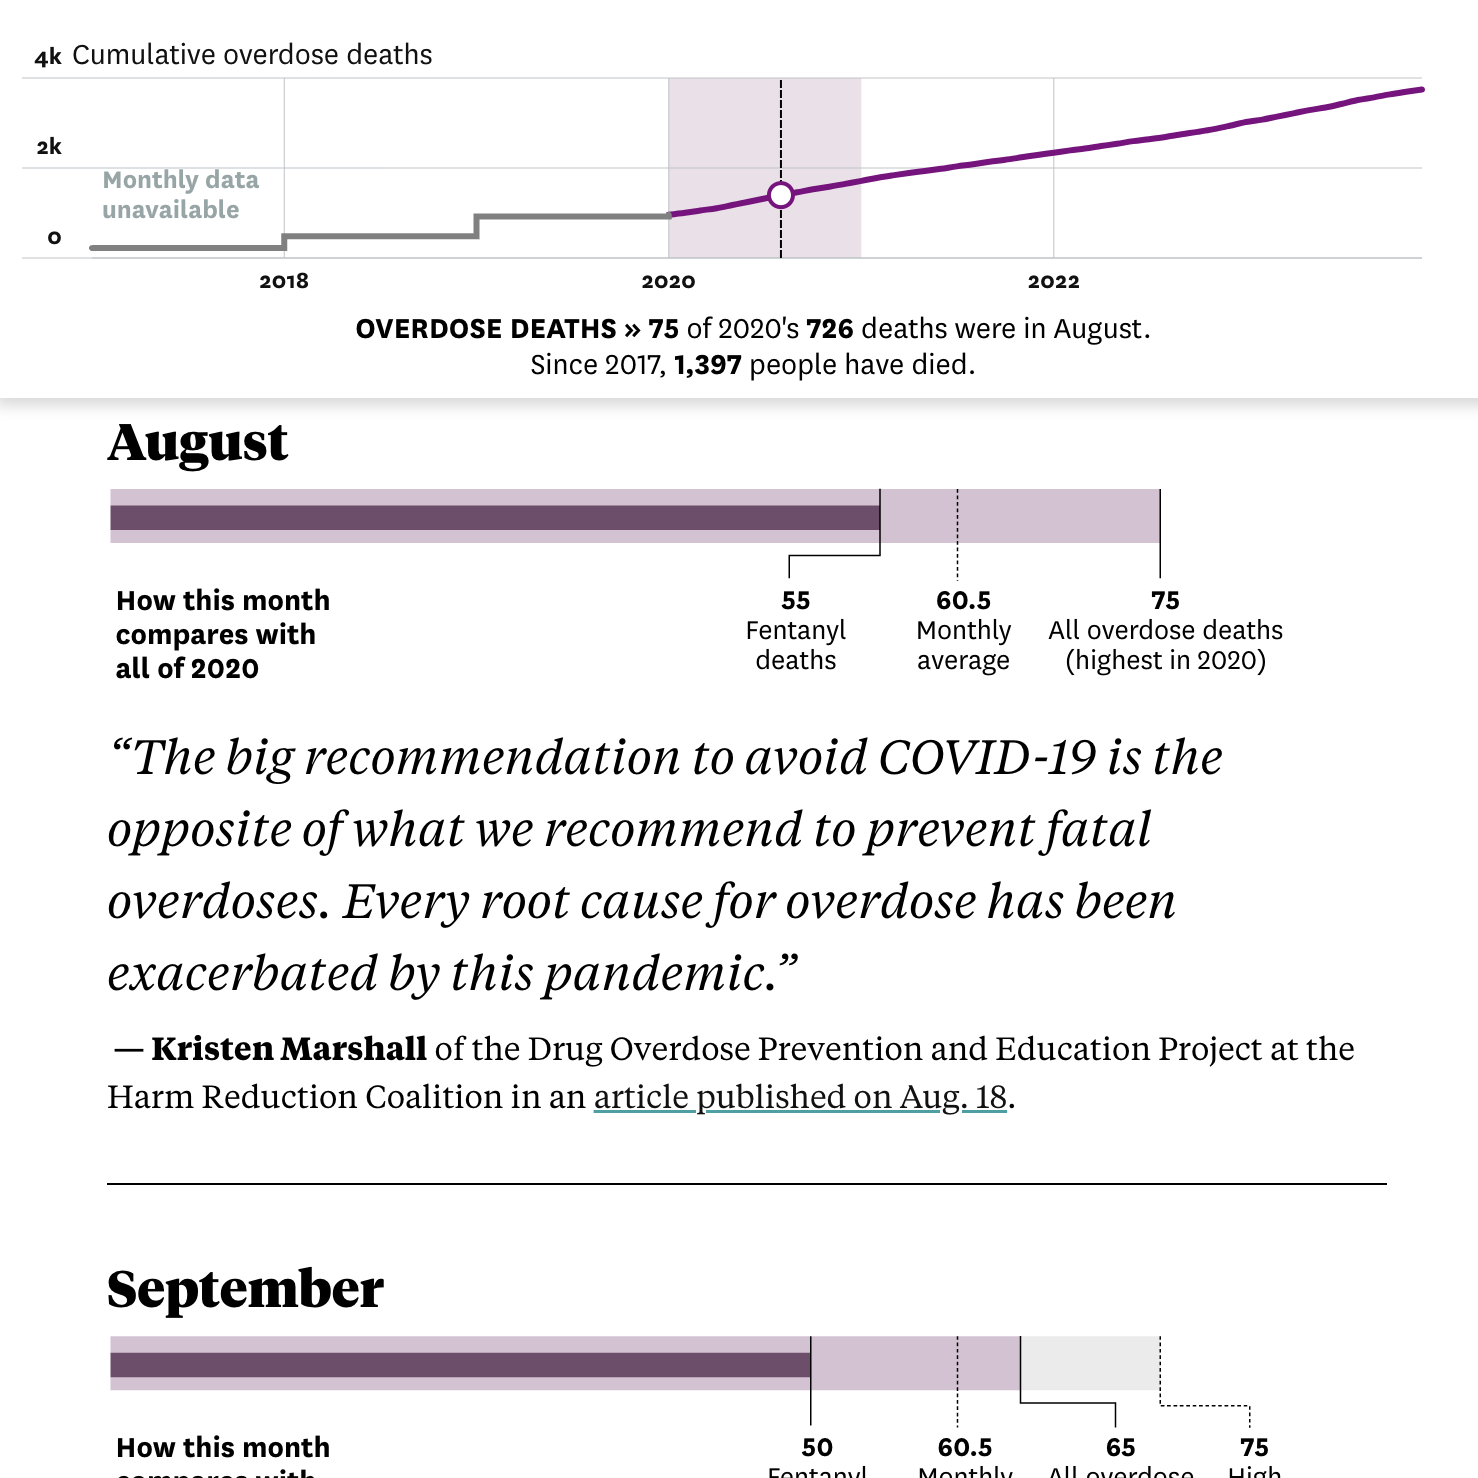 4k Cumulative overdose deaths
2k
Monthly data
unavailable
0
2018 2020 2022
OVERDOSE DEATHS » 75 of 2020's 726 deaths were in August.
Since 2017, 1,397 people have died.
August
55 60.5 75
How this month
Fentanyl Monthly All overdose deaths
compares with
deaths average (highest in 2020)
all of 2020
“The big recommendation to avoid COVID-19 is the
opposite of what we recommend to prevent fatal
overdoses. Every root cause for overdose has been
exacerbated by this pandemic.”
— Kristen Marshall of the Drug Overdose Prevention and Education Project at the
Harm Reduction Coalition in an article published on Aug. 18.
September
How this month 50 60.5 65 75
compares with Fentanyl Monthly All overdose High